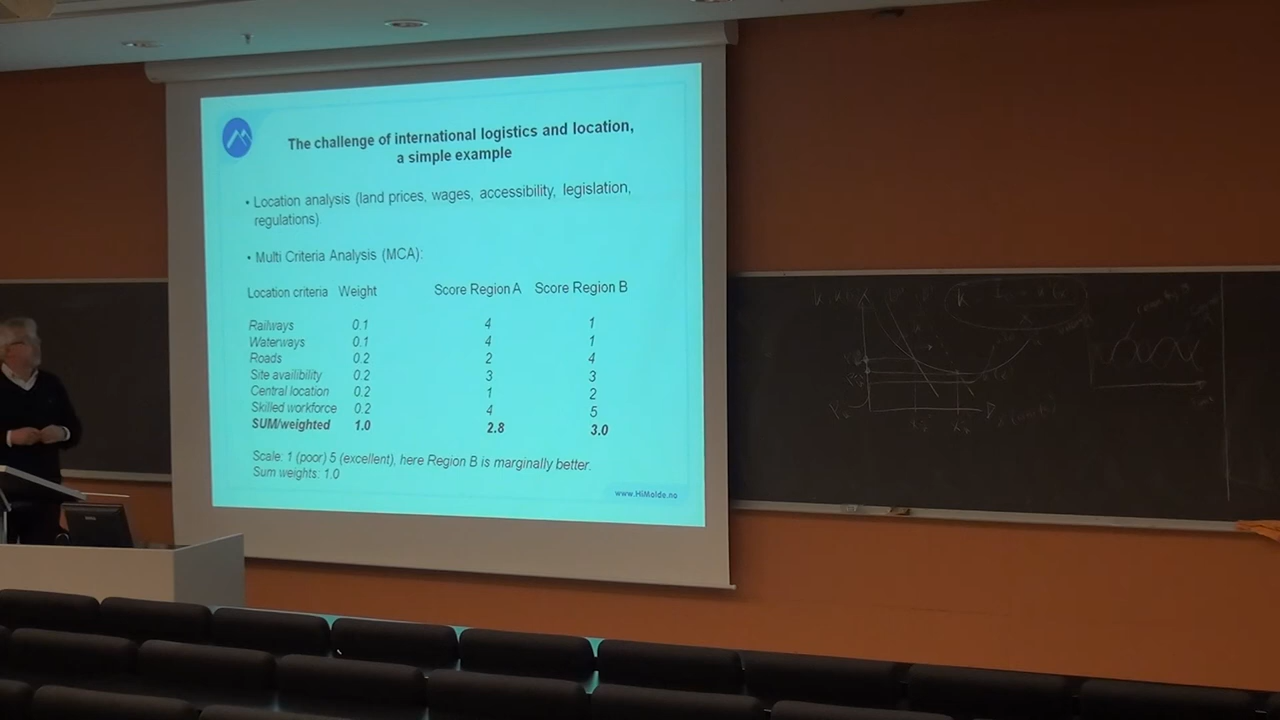 The challenge of international logistics and location,
a simple example
• Location analysis (land prices, wages, accessibility, legislation,
regulations)
• Multi Criteria Analysis (MCA):
Location criteria Weight Score Region A Score Region B
Railways 0.1 4 1
Waterways 0.1 4 1
Roads 0.2 2 4
Site availibility 0.2 3 3
Central location 0.2 1 2
Skilled workforce 0.2 4 5
SUM/weighted 1.0 2.8 3.0
Scale: 1 (poor) 5 (excellent), here Region B is marginally better.
Sum weights: 1.0
www.HiMolde.no